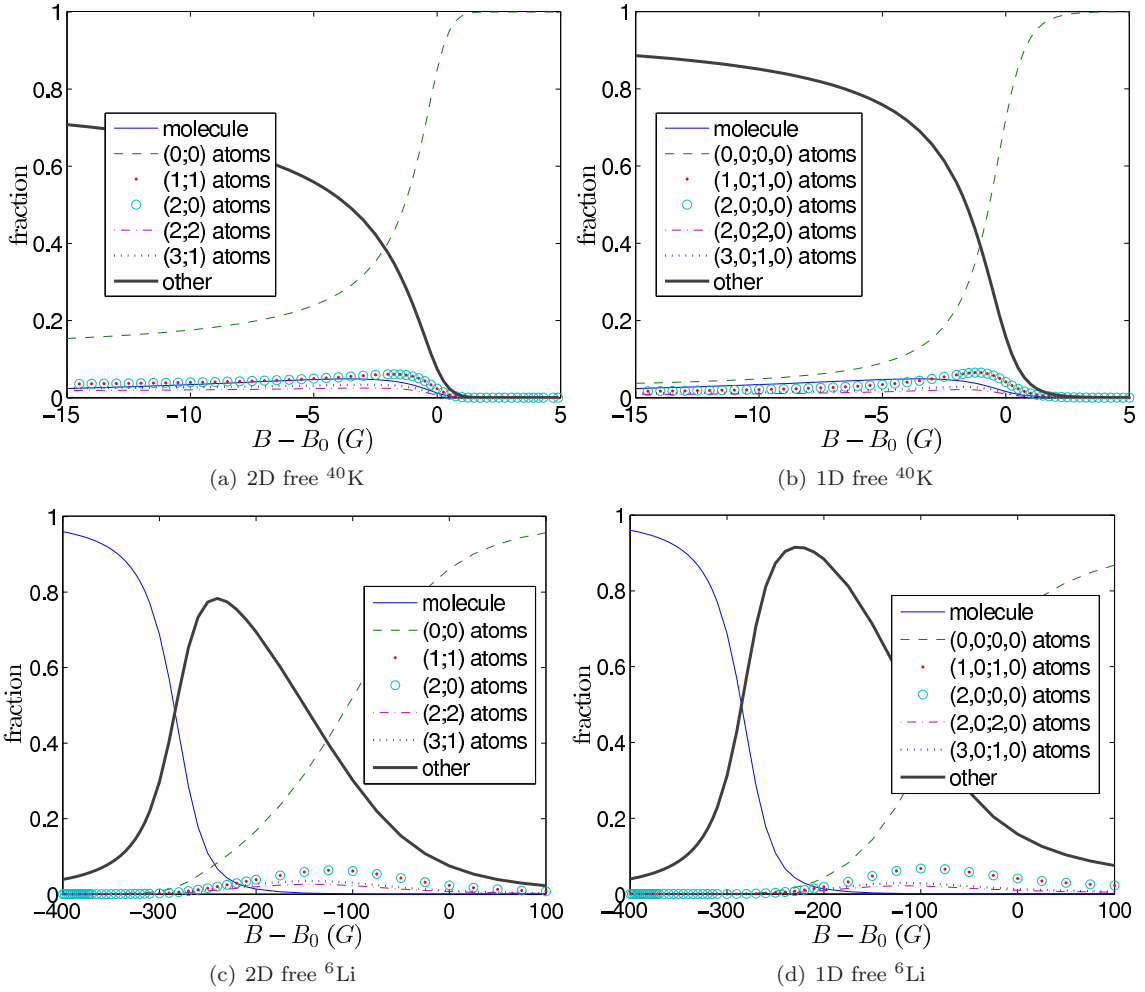 1
0.8
0.6
0.4
0.2
0
fraction
−15
−10
−5
0
5
B − B₀ (G)
molecule
(0;0) atoms
(1;1) atoms
(2;0) atoms
(2;2) atoms
(3;1) atoms
other
(a) 2D free ⁴⁰K
1
0.8
0.6
0.4
0.2
0
fraction
−15
−10
−5
0
5
B − B₀ (G)
molecule
(0,0;0,0) atoms
(1,0;1,0) atoms
(2,0;0,0) atoms
(2,0;2,0) atoms
(3,0;1,0) atoms
other
(b) 1D free ⁴⁰K
1
0.8
0.6
0.4
0.2
0
fraction
−400
−300
−200
−100
0
100
B − B₀ (G)
molecule
(0;0) atoms
(1;1) atoms
(2;0) atoms
(2;2) atoms
(3;1) atoms
other
(c) 2D free ⁶Li
1
0.8
0.6
0.4
0.2
0
fraction
−400
−300
−200
−100
0
100
B − B₀ (G)
molecule
(0,0;0,0) atoms
(1,0;1,0) atoms
(2,0;0,0) atoms
(2,0;2,0) atoms
(3,0;1,0) atoms
other
(d) 1D free ⁶Li